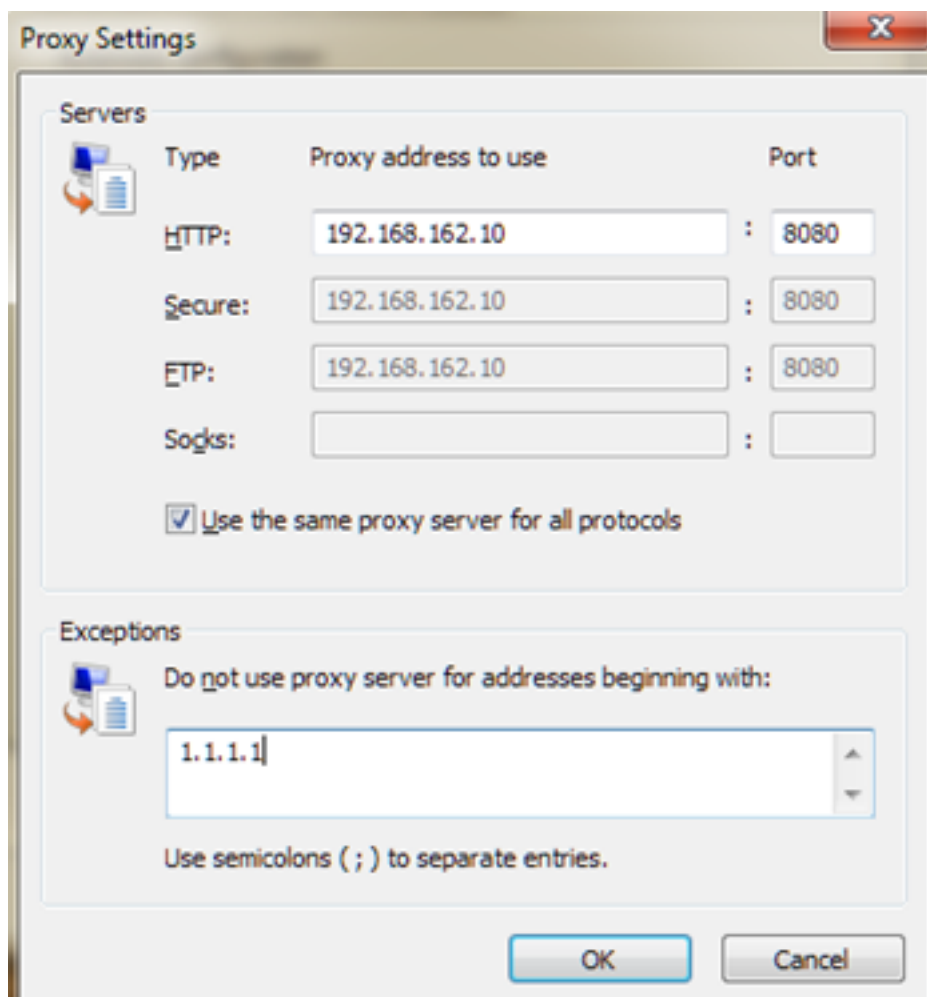 Proxy Settings
Servers
Type Proxy address to use Port
HTTP: 192.168.162.10 : 8080
Secure: 192.168.162.10 : 8080
FTP: 192.168.162.10 : 8080
Socks: :
Use the same proxy server for all protocols
Exceptions
Do not use proxy server for addresses beginning with:
1.1.1.1
Use semicolons ( ; ) to separate entries.
OK Cancel